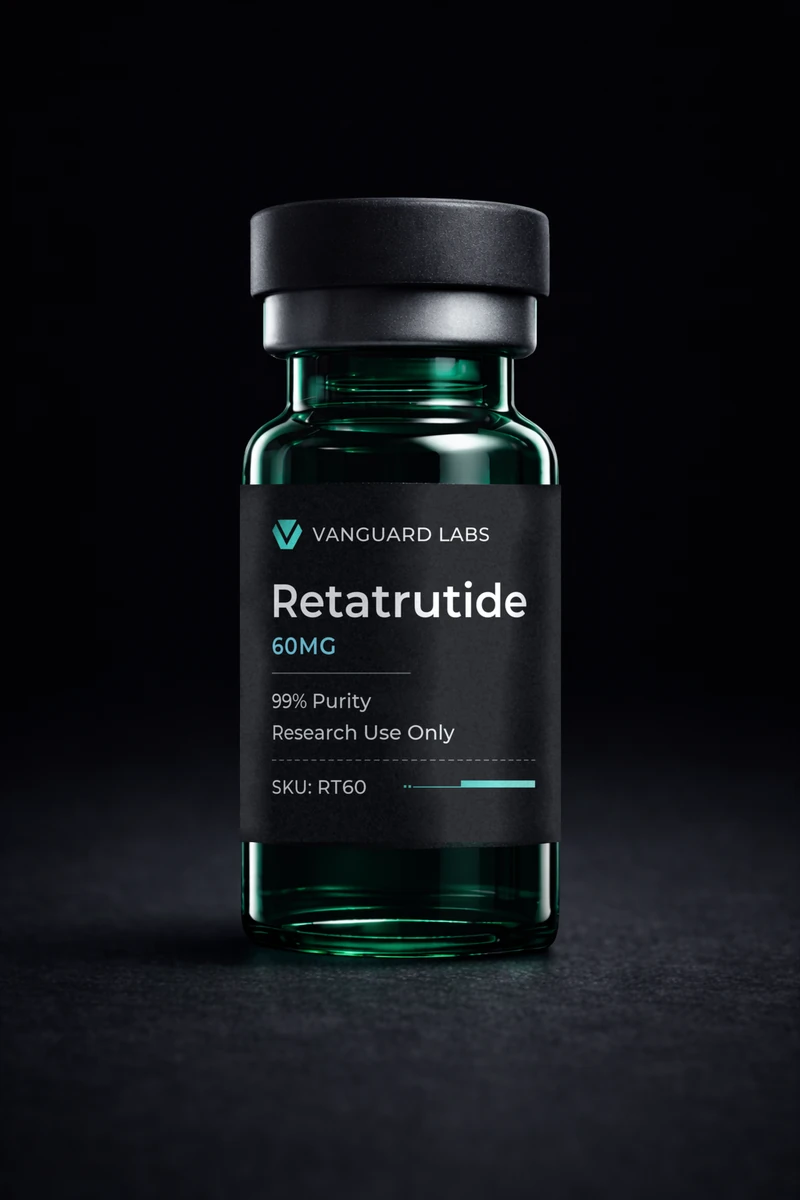 VANGUARD LABS
Retatrutide
60MG
99% Purity
Research Use Only
SKU: RT60